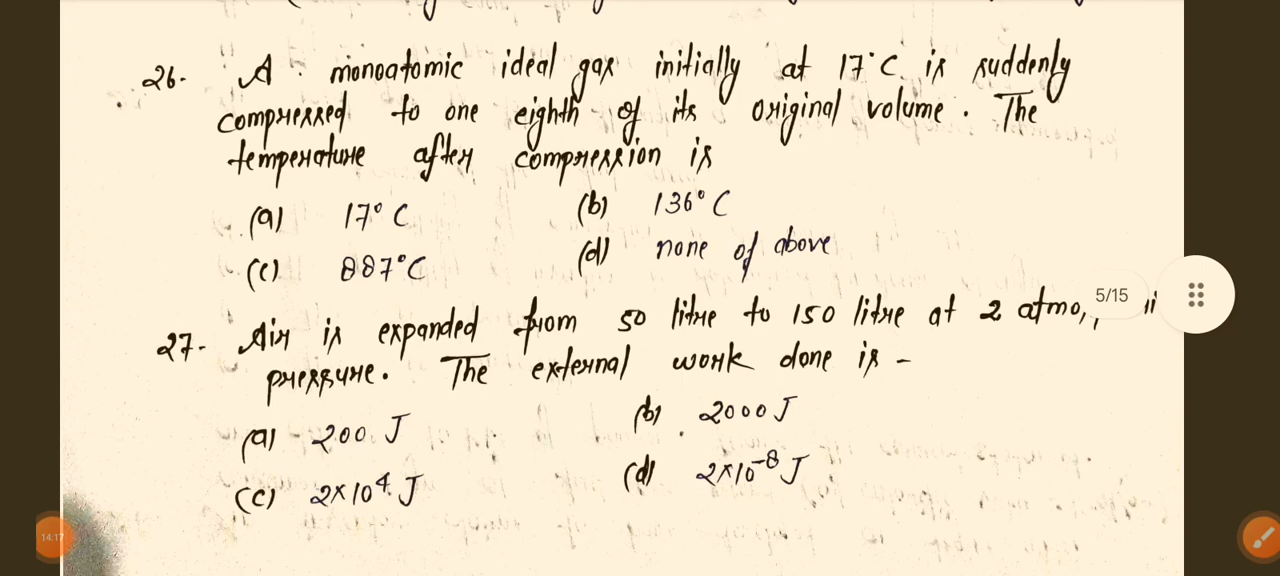 26. A monoatomic ideal gas initially at 17°C is suddenly
compressed to one eighth of its original volume. The
temperature after compression is
(a) 17° C (b) 136° C
(c) 887°C (d) none of above
5/15
27. Air is expanded from 50 litre to 150 litre at 2
pressure. The external work done is -
(a) 200 J (b) 2000 J
(c) 2×10⁴ J (d) 2×10⁻⁸ J
14:17